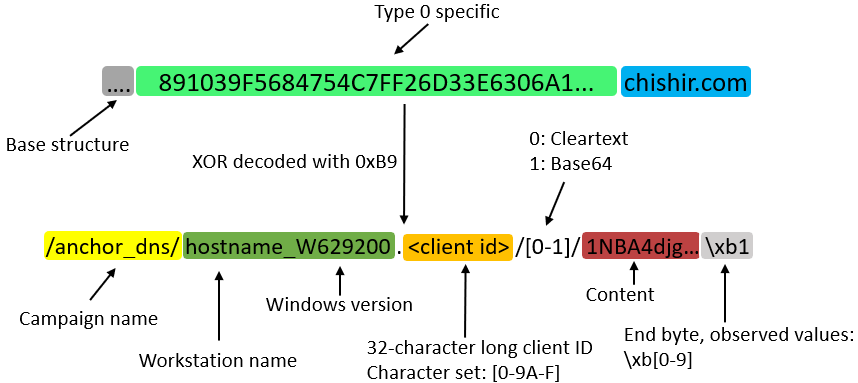 Type 0 specific
.... 891039F5684754C7FF26D33E6306A1... chishir.com
Base structure
XOR decoded with 0xB9
0: Cleartext
1: Base64
/anchor_dns/ hostname_W629200 . <client id> /[0-1]/ 1NBA4djg... \xb1
Campaign name
Workstation name
Windows version
32-character long client ID
Character set: [0-9A-F]
Content
End byte, observed values:
\xb[0-9]